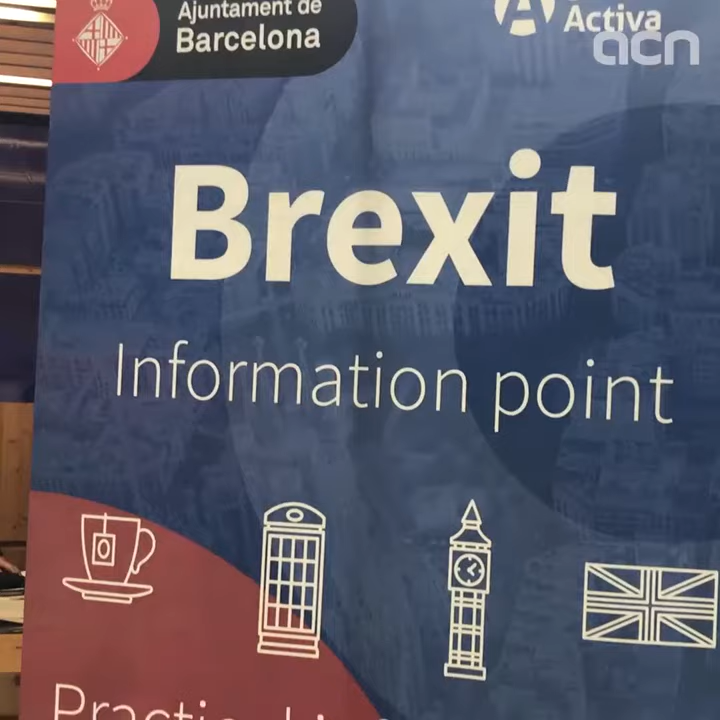 Ajuntament de
Barcelona
Activa
acn
Brexit
Information point